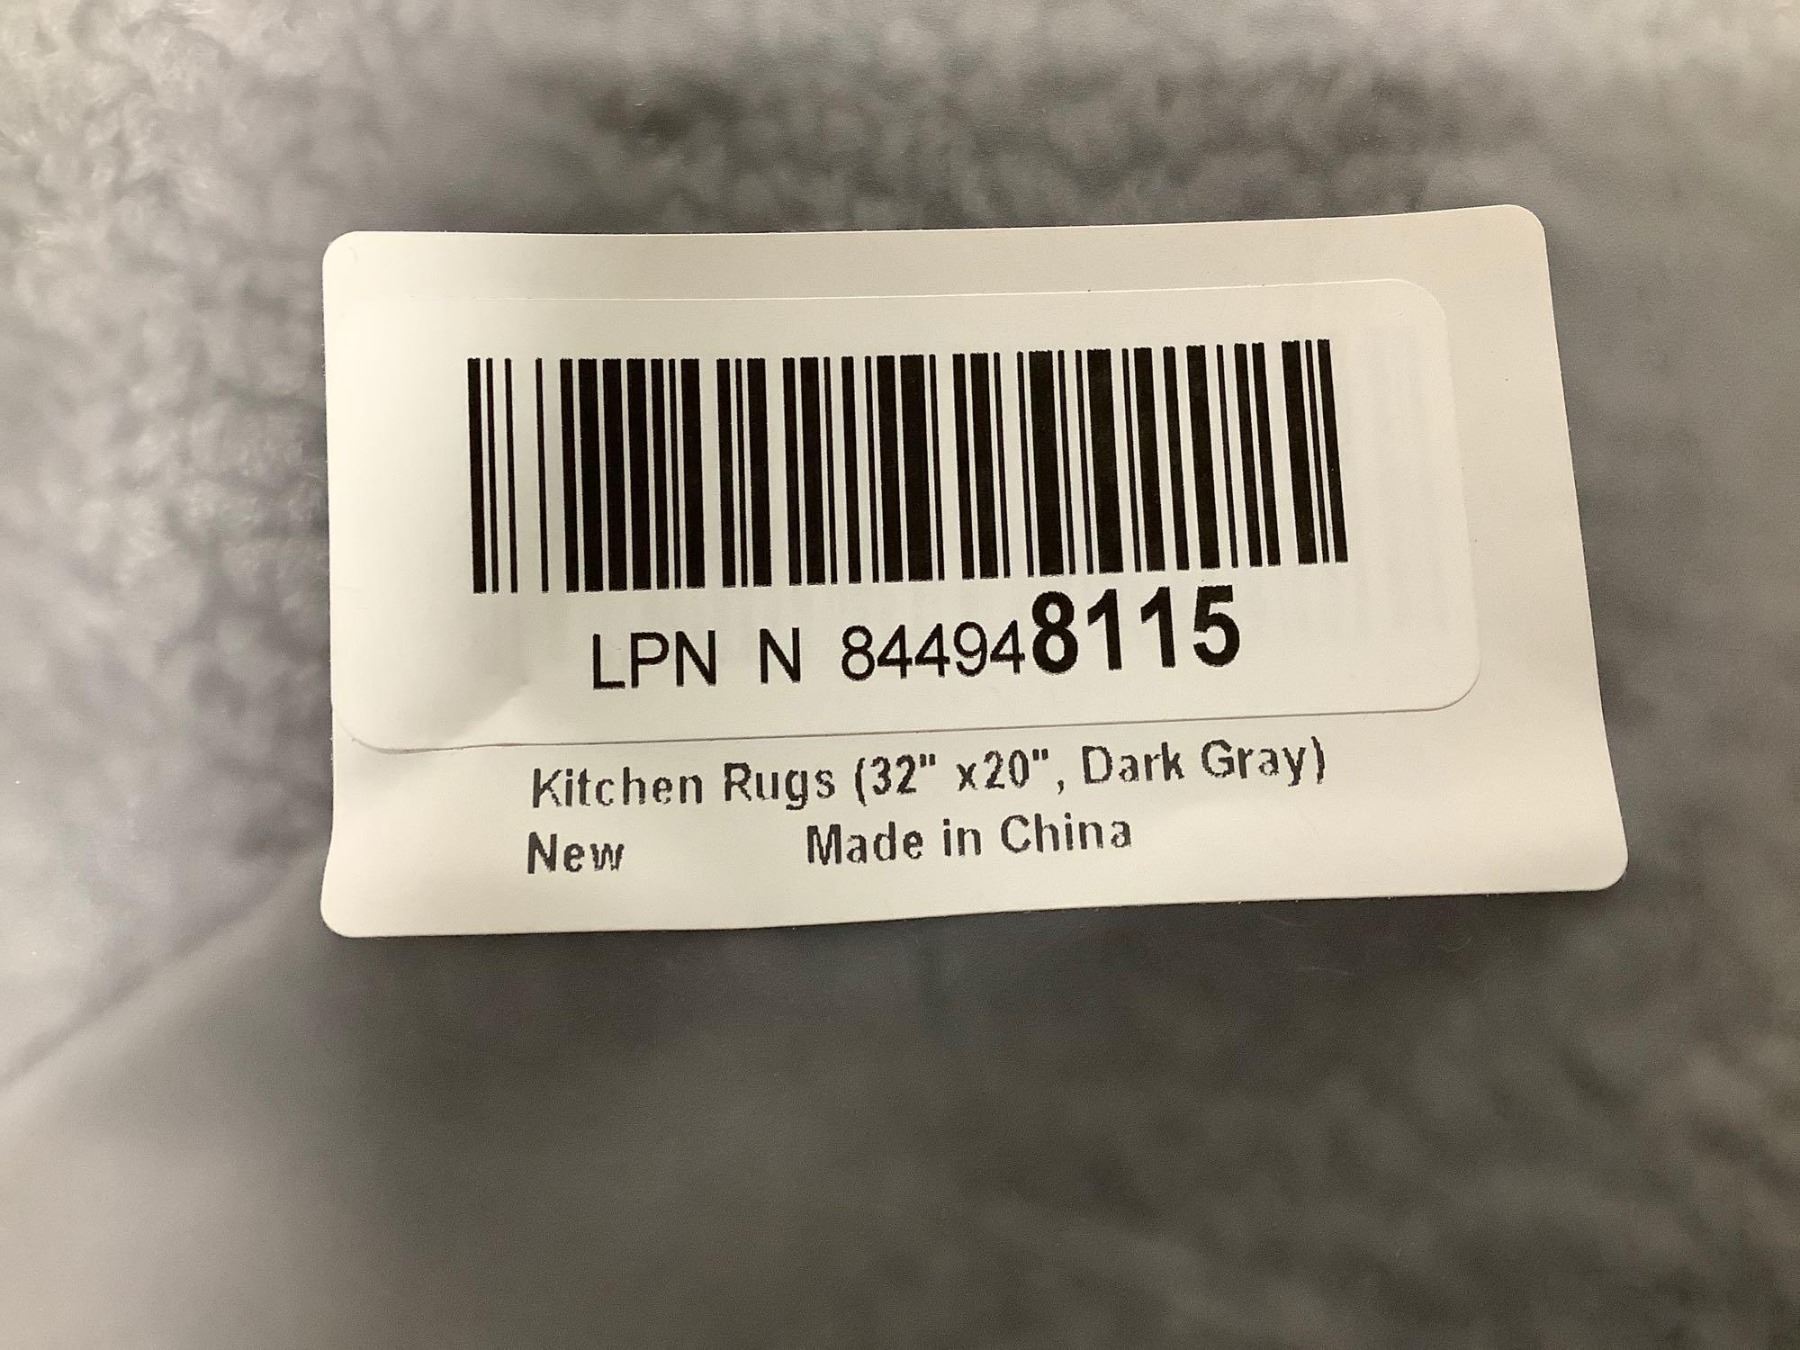 LPN N 844948115
Kitchen Rugs (32" x20", Dark Gray)
New Made in China